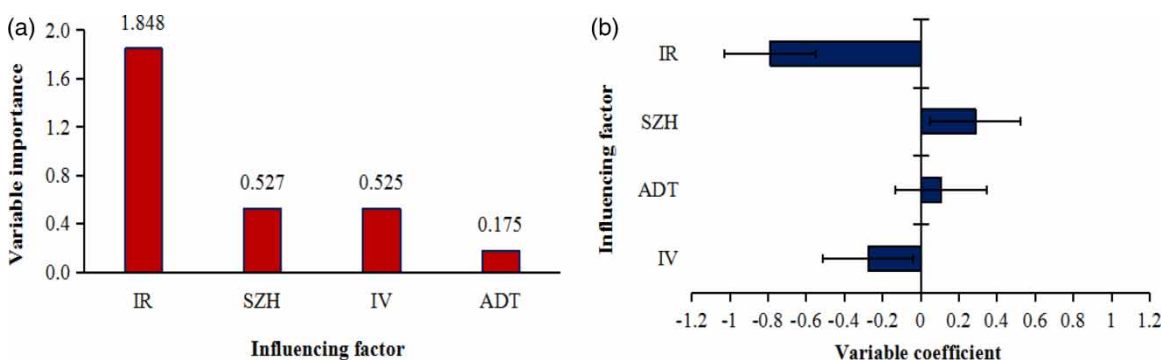 (a)
Variable importance
2.0
1.6
1.2
0.8
0.4
0.0
1.848
0.527
0.525
0.175
IR SZH IV ADT
Influencing factor
(b)
Influencing factor
IR
SZH
ADT
IV
-1.2 -1 -0.8 -0.6 -0.4 -0.2 0 0.2 0.4 0.6 0.8 1 1.2
Variable coefficient